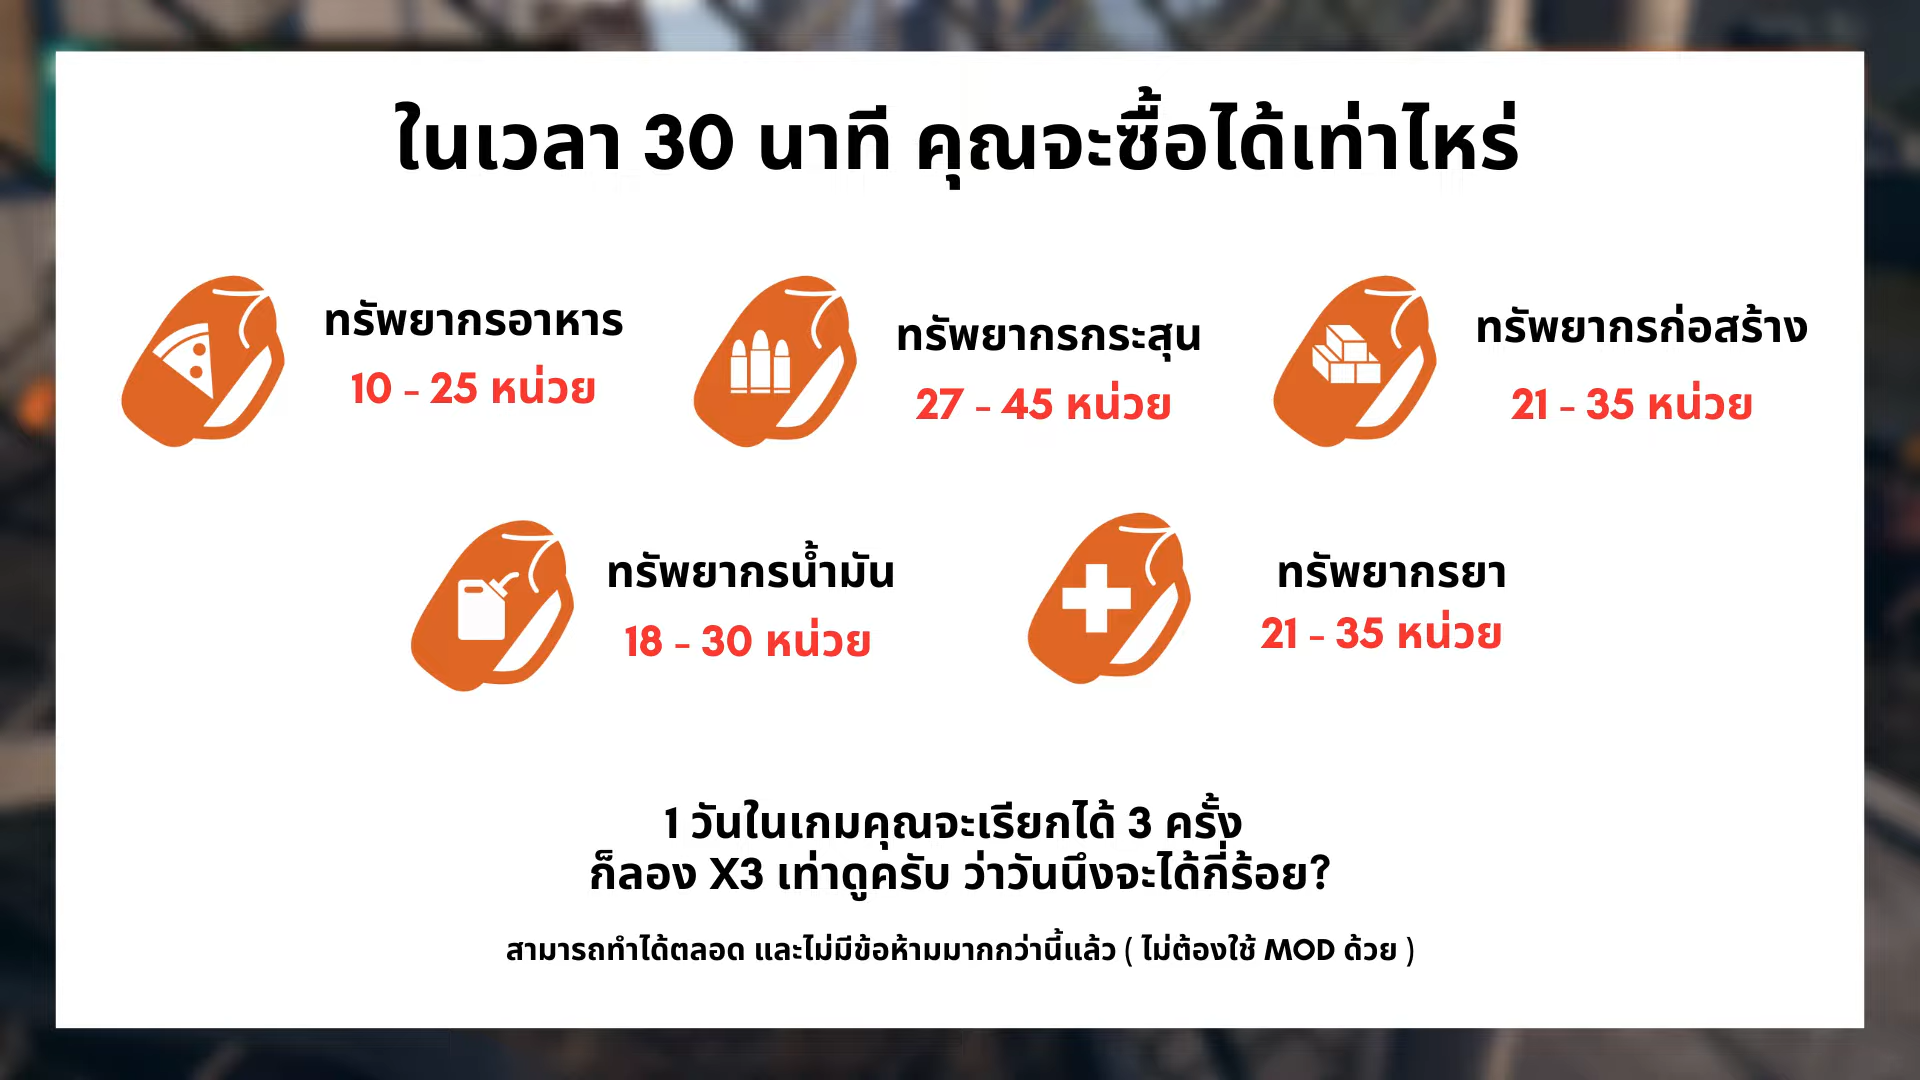 ในเวลา 30 นาที คุณจะซื้อได้เท่าไหร่
ทรัพยากรอาหาร
10 - 25 หน่วย
ทรัพยากรกระสุน
27 - 45 หน่วย
ทรัพยากรก่อสร้าง
21 - 35 หน่วย
ทรัพยากรน้ำมัน
18 - 30 หน่วย
ทรัพยากรยา
21 - 35 หน่วย
1 วันในเกมคุณจะเรียกได้ 3 ครั้ง
ก็ลอง X3 เท่าดูครับ ว่าวันนึงจะได้กี่ร้อย?
สามารถทำได้ตลอด และไม่มีข้อห้ามมากกว่านี้แล้ว ( ไม่ต้องใช้ MOD ด้วย )